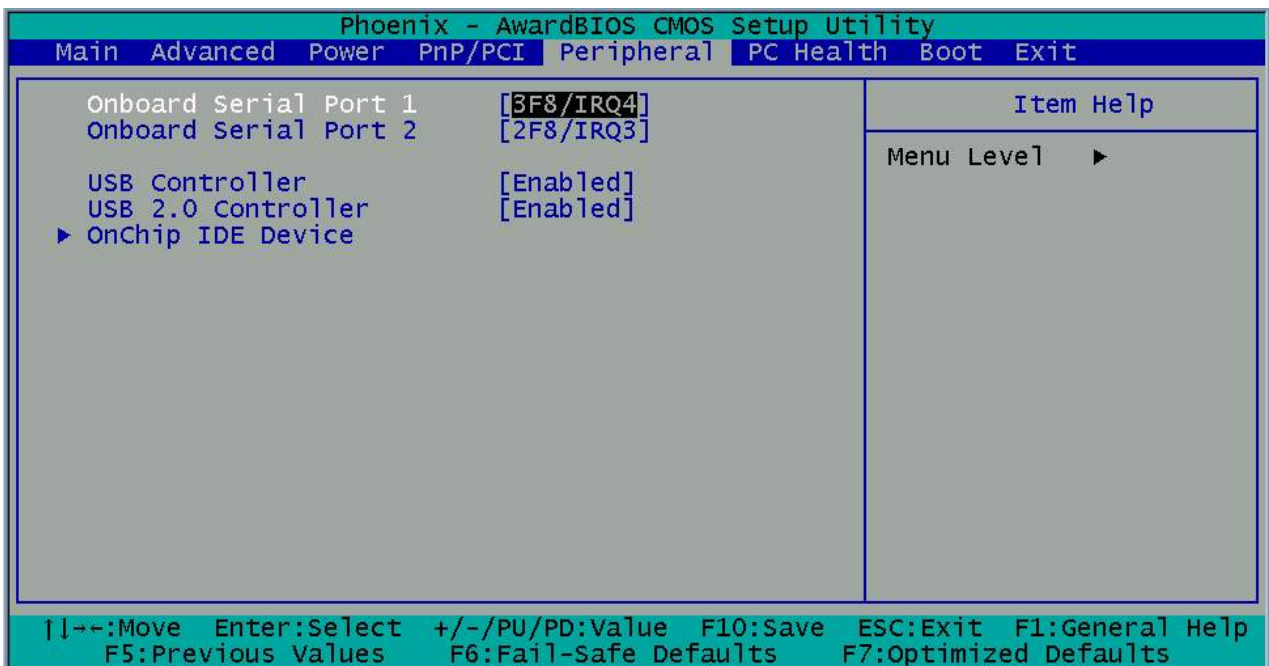 Phoenix - AwardBIOS CMOS Setup Utility
Main Advanced Power PnP/PCI Peripheral PC Health Boot Exit
Onboard Serial Port 1 [3F8/IRQ4]
Onboard Serial Port 2 [2F8/IRQ3]
USB Controller [Enabled]
USB 2.0 Controller [Enabled]
▶ OnChip IDE Device
Item Help
Menu Level ▶
↑↓→←:Move Enter:Select +/-/PU/PD:Value F10:Save ESC:Exit F1:General Help
F5:Previous Values F6:Fail-Safe Defaults F7:Optimized Defaults